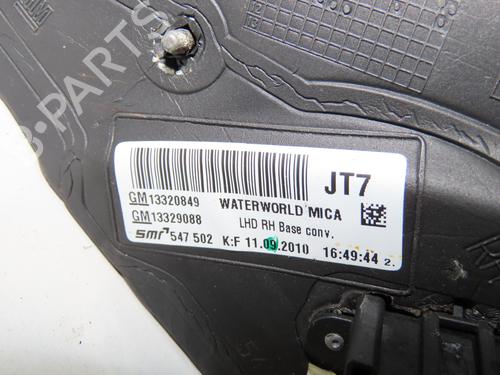 JT7
GM13320849 WATERWORLD MICA
GM13329088 LHD RH Base conv.
smr 547 502 K:F 11.09.2010 16:49:44 2.